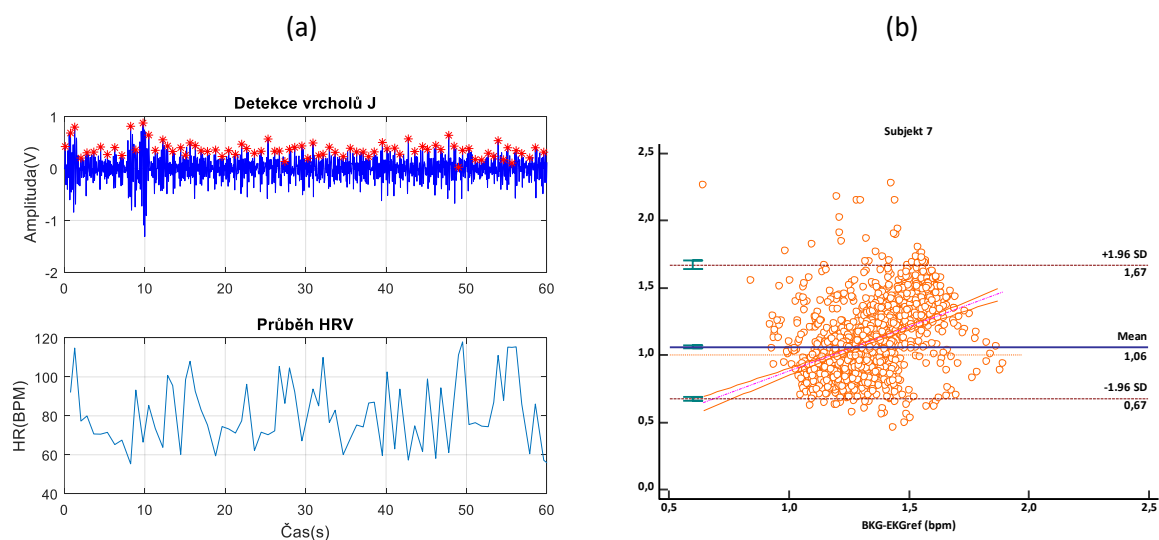 (a)
(b)
Detekce vrcholů J
Amplituda(V)
1
0
-1
-2
0 10 20 30 40 50 60
Průběh HRV
HR(BPM)
120
100
80
60
40
0 10 20 30 40 50 60
Čas(s)
Subjekt 7
2,5
2,0
1,5
1,0
0,5
0,0
+1.96 SD
1,67
Mean
1,06
-1.96 SD
0,67
0,5 1,0 1,5 2,0 2,5
BKG-EKGref (bpm)